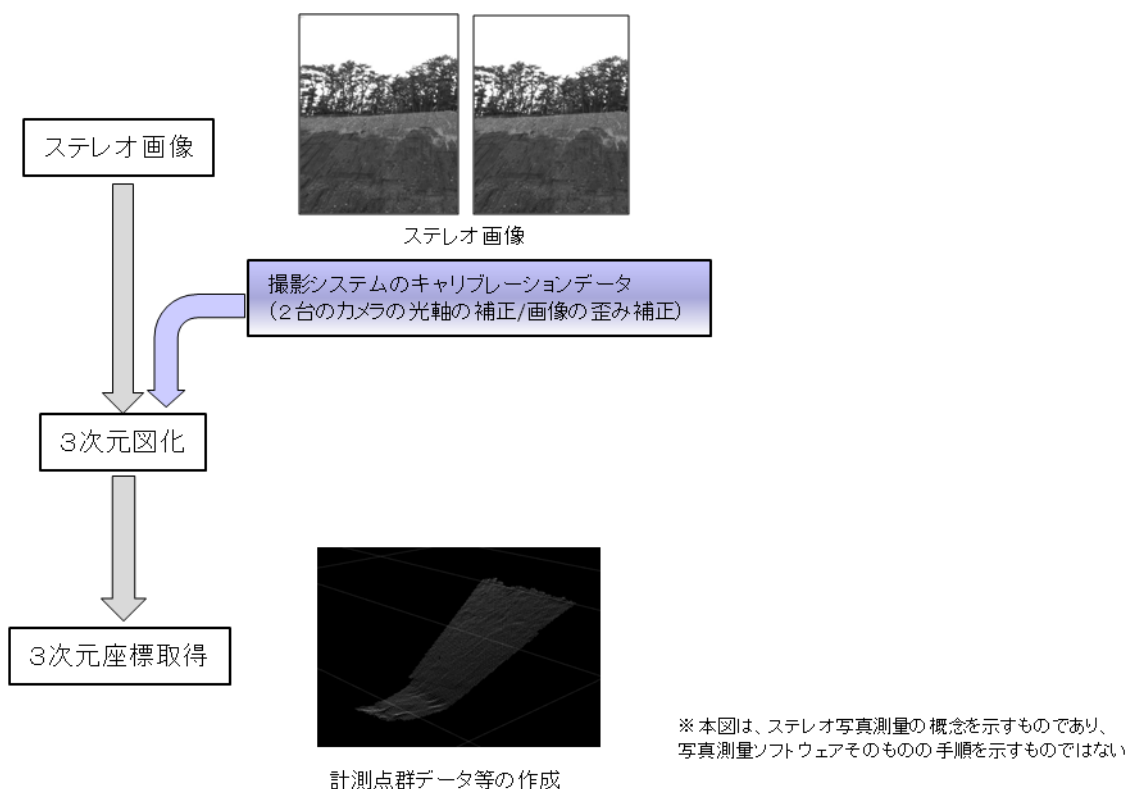 ステレオ画像
ステレオ画像
撮影システムのキャリブレーションデータ
(2台のカメラの光軸の補正/画像の歪み補正)
3次元図化
3次元座標取得
計測点群データ等の作成
※本図は、ステレオ写真測量の概念を示すものであり、
写真測量ソフトウェアそのものの手順を示すものではない